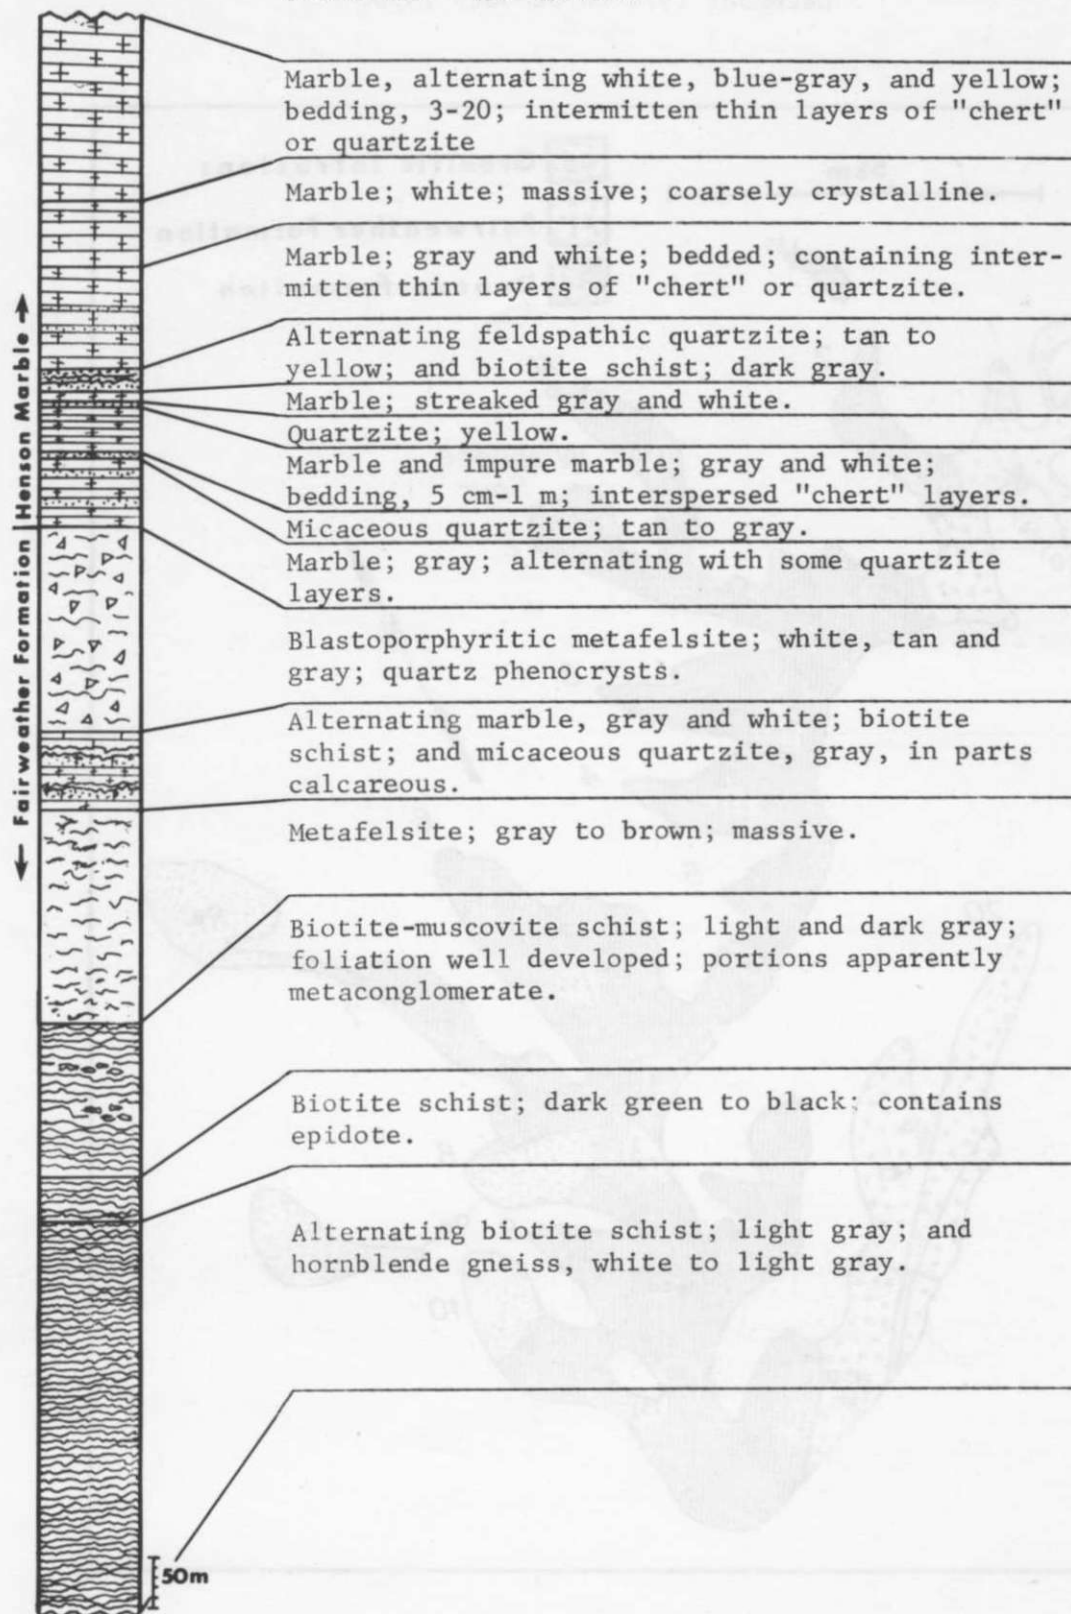 Marble, alternating white, blue-gray, and yellow;
bedding, 3-20; intermitten thin layers of "chert"
or quartzite
Marble; white; massive; coarsely crystalline.
Marble; gray and white; bedded; containing inter-
mitten thin layers of "chert" or quartzite.
Alternating feldspathic quartzite; tan to
yellow; and biotite schist; dark gray.
Marble; streaked gray and white.
Quartzite; yellow.
Marble and impure marble; gray and white;
bedding, 5 cm-1 m; interspersed "chert" layers.
Micaceous quartzite; tan to gray.
Marble; gray; alternating with some quartzite
layers.
Blastoporphyritic metafelsite; white, tan and
gray; quartz phenocrysts.
Alternating marble, gray and white; biotite
schist; and micaceous quartzite, gray, in parts
calcareous.
Metafelsite; gray to brown; massive.
Biotite-muscovite schist; light and dark gray;
foliation well developed; portions apparently
metaconglomerate.
Biotite schist; dark green to black; contains
epidote.
Alternating biotite schist; light gray; and
hornblende gneiss, white to light gray.
← Fairweather Formation | Henson Marble →
50m